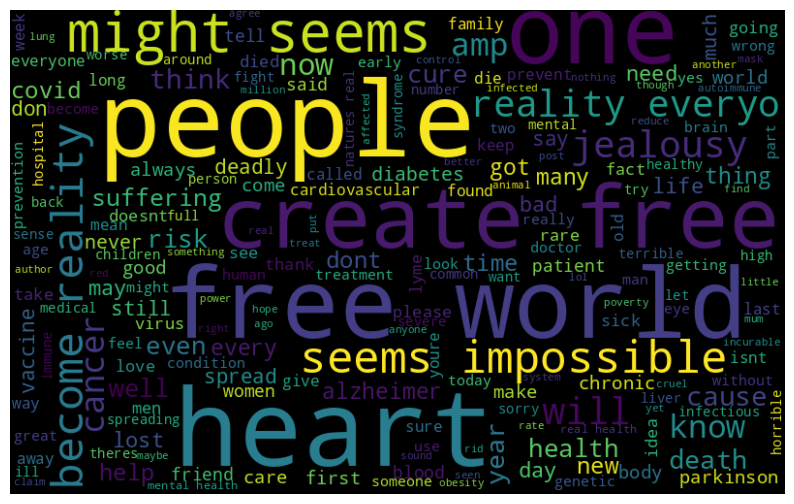 might seems
one
week
lung
agree
family
tell
everyone
worse
around
died
amp
now
much
going
wrong
another
mask
covid
long
think
fight
said
early
control
cure
number
die
infected
prevent
nothing
need
yes
though
world
autoimmune
don
become
million
people
natures real
affected
syndrome
reality everyo
reduce
hospital
prevention
always
deadly
person
called
diabetes
keep
better
two
post
mental
say
jealousy
brain
part
back
suffering
come
cardiovascular
found
got
animal
many
fact
try
healthy
life
thing
find
become reality
doesnt
full
create free
bad
really
old
sense
mean
never
risk
real
put
treat
rare
doctor
terrible
age
author
children
something
see
dont
time
patient
high
take
red
good
human
thank
treatment
lyme
look
common
want
lol
man
getting
little
may
might
medical
still
virus
power
hope
ago
right
anyone
free world
please
severe
poverty
let
eye
last
mum
vaccine
cancer
immune
feel
even
every
sick
isnt
incurable
love
condition
seems impossible
way
well
spread
give
women
alzheimer
today
youre
chronic
make
cause
liver
without
system
cruel
men
spreading
heart
great
lost
theres
sure
sorry
will
yet
infectious
idea
know
horrible
away
use
year
rate
real health
ill
maybe
friend
first
sound
rid
health
death
claim
help
care
someone
blood
seen
obesity
day
new
body
genetic
parkinson
mental health